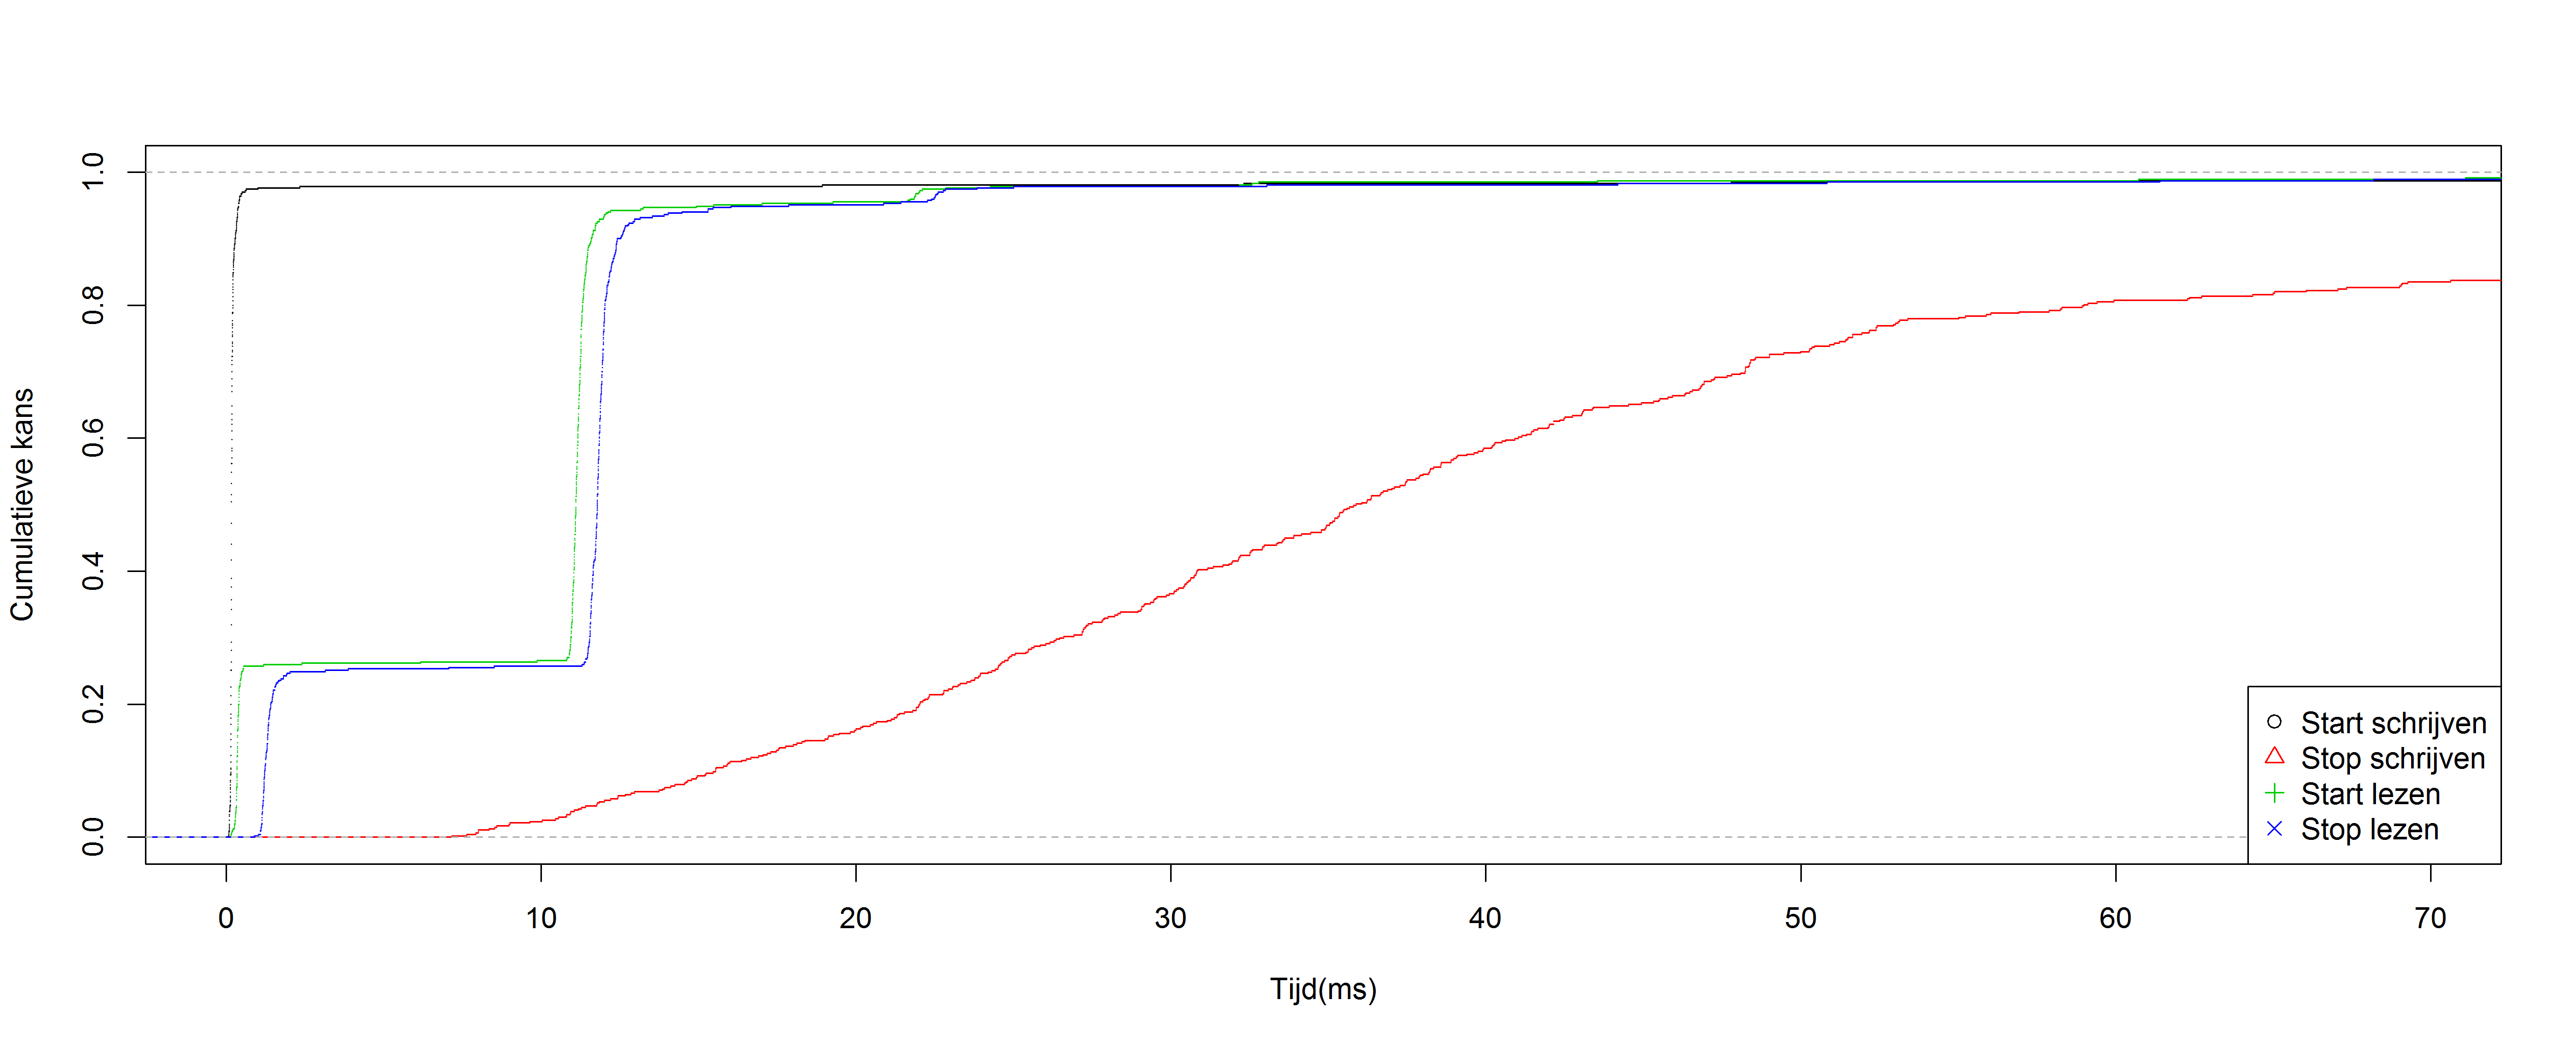 Cumulatieve kans
1.0
0.8
0.6
0.4
0.2
0.0
Start schrijven
Stop schrijven
Start lezen
Stop lezen
0 10 20 30 40 50 60 70
Tijd(ms)